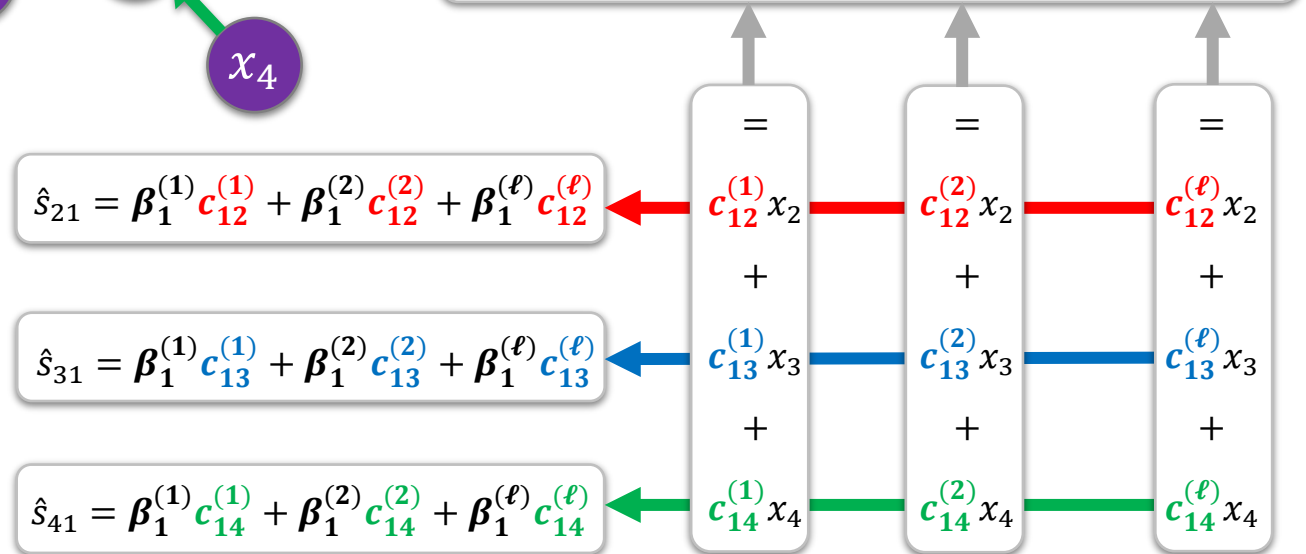 x₄
= = =
ŝ₂₁ = β₁⁽¹⁾c₁₂⁽¹⁾ + β₁⁽²⁾c₁₂⁽²⁾ + β₁⁽ℓ⁾c₁₂⁽ℓ⁾ c₁₂⁽¹⁾x₂ c₁₂⁽²⁾x₂ c₁₂⁽ℓ⁾x₂
+ + +
ŝ₃₁ = β₁⁽¹⁾c₁₃⁽¹⁾ + β₁⁽²⁾c₁₃⁽²⁾ + β₁⁽ℓ⁾c₁₃⁽ℓ⁾ c₁₃⁽¹⁾x₃ c₁₃⁽²⁾x₃ c₁₃⁽ℓ⁾x₃
+ + +
ŝ₄₁ = β₁⁽¹⁾c₁₄⁽¹⁾ + β₁⁽²⁾c₁₄⁽²⁾ + β₁⁽ℓ⁾c₁₄⁽ℓ⁾ c₁₄⁽¹⁾x₄ c₁₄⁽²⁾x₄ c₁₄⁽ℓ⁾x₄